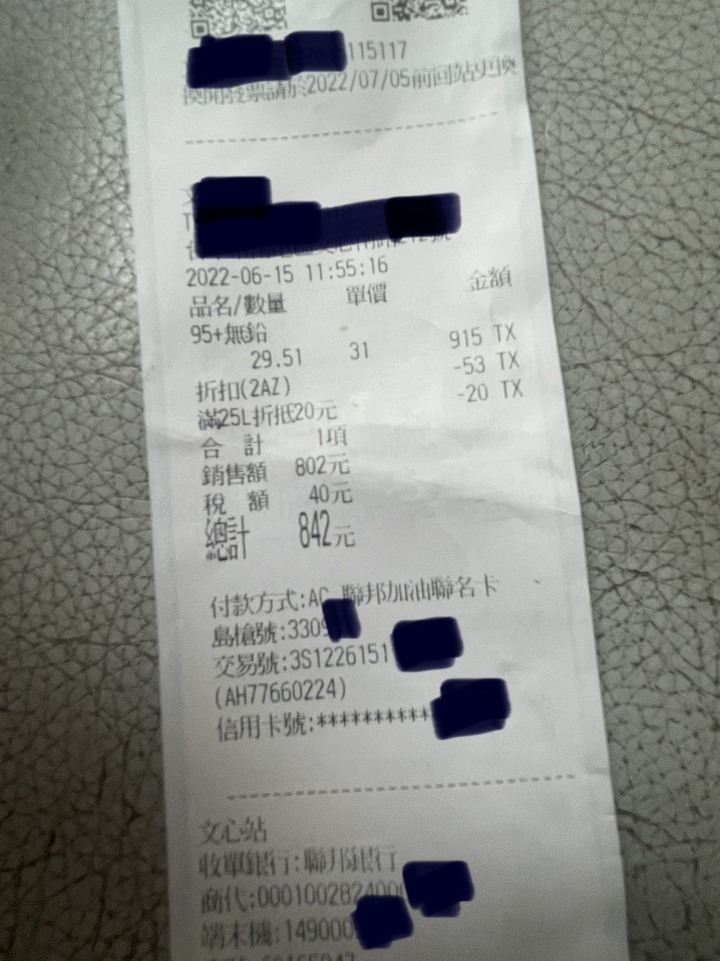 115117
換開發票請於2022/07/05前回站更換
2022-06-15 11:55:16
品名/數量 單價 金額
95+無鉛
29.51 31 915 TX
折扣(2AZ) -53 TX
滿25L折抵20元 -20 TX
合 計 1項
銷售額 802元
稅 額 40元
總計 842元
付款方式:AC 聯邦加油聯名卡
島槍號:3309
交易號:3S1226151
(AH77660224)
信用卡號:**********
文心站
收單銀行:聯邦銀行
商代:0001002824000
端末機:149000